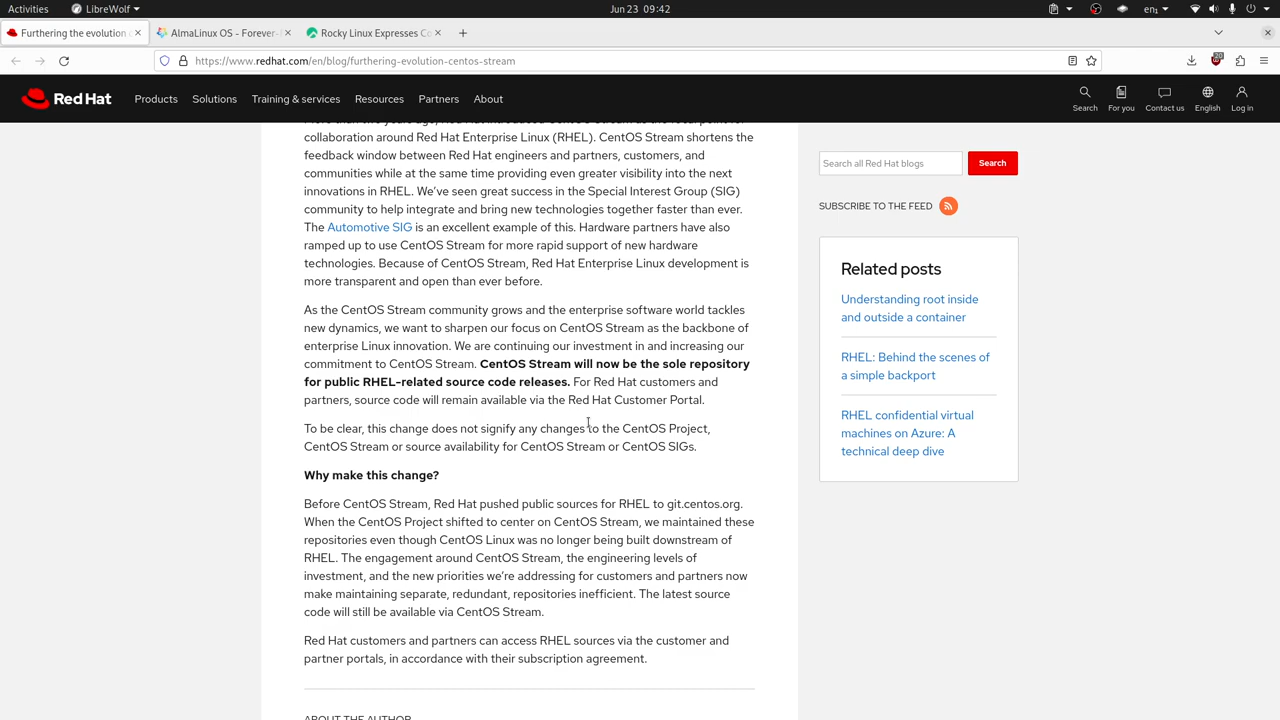 Activities
LibreWolf
Jun 23 09:42
en₁
Furthering the evolution o
AlmaLinux OS - Forever-
Rocky Linux Expresses Co
https://www.redhat.com/en/blog/furthering-evolution-centos-stream
20
Red Hat
Products
Solutions
Training & services
Resources
Partners
About
Search
For you
Contact us
English
Log in
More than two years ago, Red Hat introduced CentOS Stream as the focal point for
collaboration around Red Hat Enterprise Linux (RHEL). CentOS Stream shortens the
feedback window between Red Hat engineers and partners, customers, and
communities while at the same time providing even greater visibility into the next
innovations in RHEL. We’ve seen great success in the Special Interest Group (SIG)
community to help integrate and bring new technologies together faster than ever.
The Automotive SIG is an excellent example of this. Hardware partners have also
ramped up to use CentOS Stream for more rapid support of new hardware
technologies. Because of CentOS Stream, Red Hat Enterprise Linux development is
more transparent and open than ever before.
As the CentOS Stream community grows and the enterprise software world tackles
new dynamics, we want to sharpen our focus on CentOS Stream as the backbone of
enterprise Linux innovation. We are continuing our investment in and increasing our
commitment to CentOS Stream. CentOS Stream will now be the sole repository
for public RHEL-related source code releases. For Red Hat customers and
partners, source code will remain available via the Red Hat Customer Portal.
To be clear, this change does not signify any changes to the CentOS Project,
CentOS Stream or source availability for CentOS Stream or CentOS SIGs.
Why make this change?
Before CentOS Stream, Red Hat pushed public sources for RHEL to git.centos.org.
When the CentOS Project shifted to center on CentOS Stream, we maintained these
repositories even though CentOS Linux was no longer being built downstream of
RHEL. The engagement around CentOS Stream, the engineering levels of
investment, and the new priorities we’re addressing for customers and partners now
make maintaining separate, redundant, repositories inefficient. The latest source
code will still be available via CentOS Stream.
Red Hat customers and partners can access RHEL sources via the customer and
partner portals, in accordance with their subscription agreement.
ABOUT THE AUTHOR
Search all Red Hat blogs
Search
SUBSCRIBE TO THE FEED
Related posts
Understanding root inside
and outside a container
RHEL: Behind the scenes of
a simple backport
RHEL confidential virtual
machines on Azure: A
technical deep dive